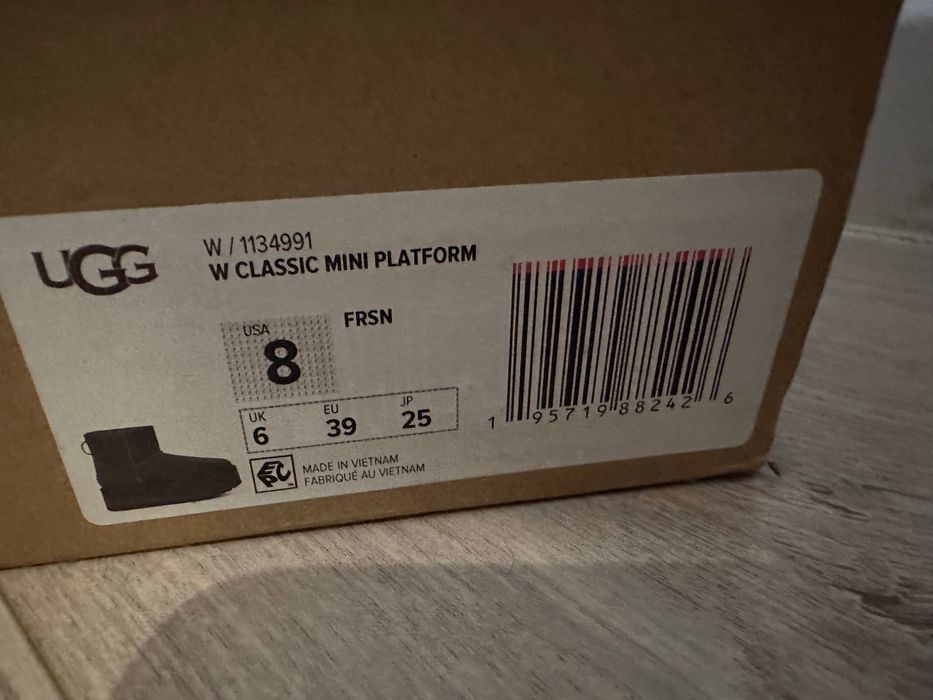 UGG
W / 1134991
W CLASSIC MINI PLATFORM
FRSN
USA
8
UK EU JP
6 39 25
MADE IN VIETNAM
FABRIQUÉ AU VIETNAM
1 95719 88242 6